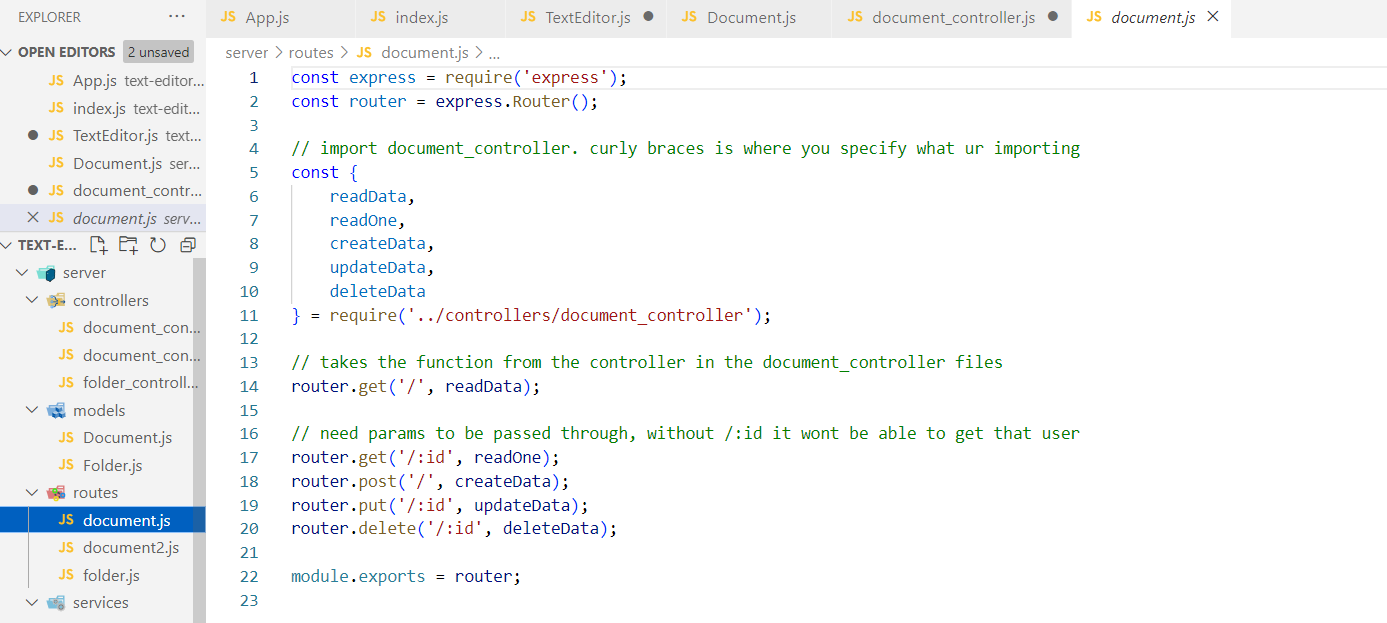 EXPLORER ...
JS App.js JS index.js JS TextEditor.js JS Document.js JS document_controller.js JS document.js
OPEN EDITORS 2 unsaved
JS App.js text-editor...
JS index.js text-edit...
JS TextEditor.js text...
JS Document.js ser...
JS document_contr...
JS document.js serv...
TEXT-E...
server
controllers
JS document_con...
JS document_con...
JS folder_controll...
models
JS Document.js
JS Folder.js
routes
JS document.js
JS document2.js
JS folder.js
services
server > routes > JS document.js > ...
1 const express = require('express');
2 const router = express.Router();
3
4 // import document_controller. curly braces is where you specify what ur importing
5 const {
6 readData,
7 readOne,
8 createData,
9 updateData,
10 deleteData
11 } = require('../controllers/document_controller');
12
13 // takes the function from the controller in the document_controller files
14 router.get('/', readData);
15
16 // need params to be passed through, without /:id it wont be able to get that user
17 router.get('/:id', readOne);
18 router.post('/', createData);
19 router.put('/:id', updateData);
20 router.delete('/:id', deleteData);
21
22 module.exports = router;
23